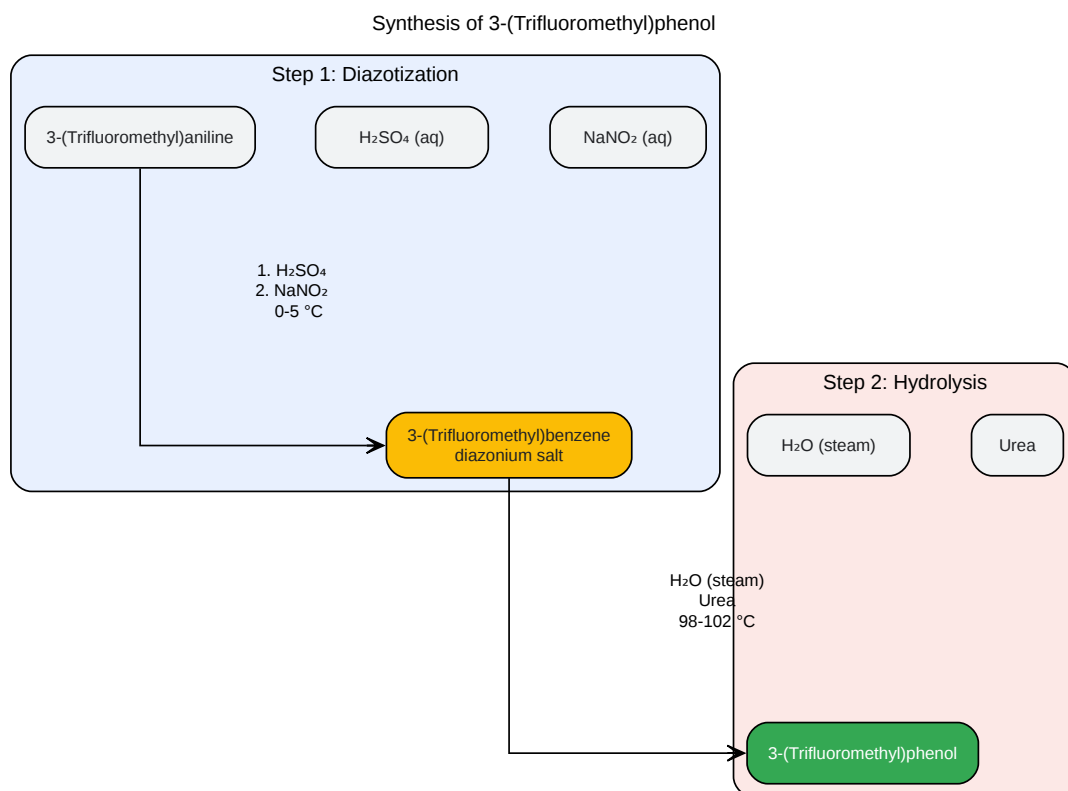 Synthesis of 3-(Trifluoromethyl)phenol
Step 1: Diazotization
3-(Trifluoromethyl)aniline
H₂SO₄ (aq)
NaNO₂ (aq)
1. H₂SO₄
2. NaNO₂
0-5 °C
3-(Trifluoromethyl)benzene
diazonium salt
Step 2: Hydrolysis
H₂O (steam)
Urea
H₂O (steam)
Urea
98-102 °C
3-(Trifluoromethyl)phenol